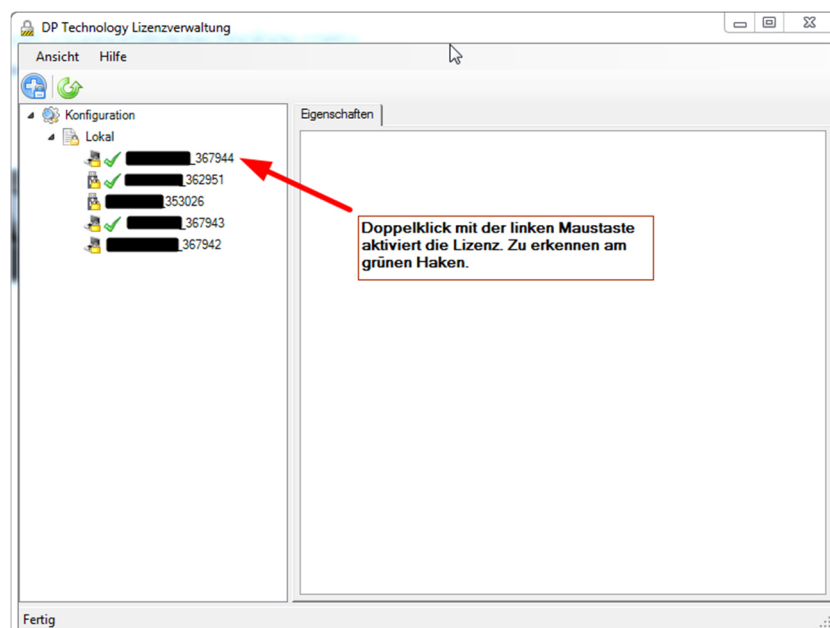 DP Technology Lizenzverwaltung
Ansicht Hilfe
Konfiguration
Lokal
_367944
_362951
_353026
_367943
_367942
Eigenschaften
Doppelklick mit der linken Maustaste
aktiviert die Lizenz. Zu erkennen am
grünen Haken.
Fertig